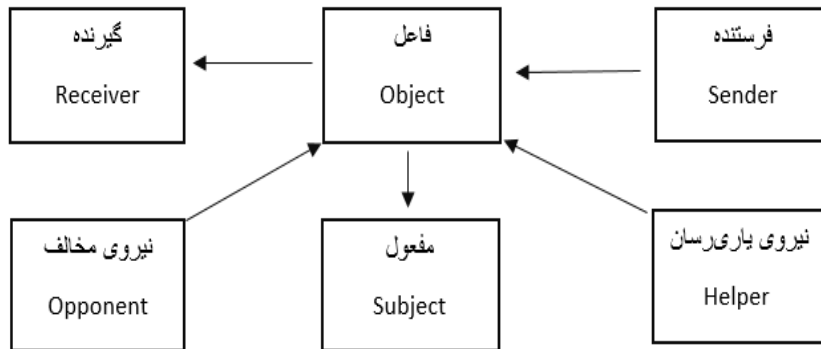 فرستنده
Sender
فاعل
Object
گیرنده
Receiver
نیروی یاری‌رسان
Helper
مفعول
Subject
نیروی مخالف
Opponent